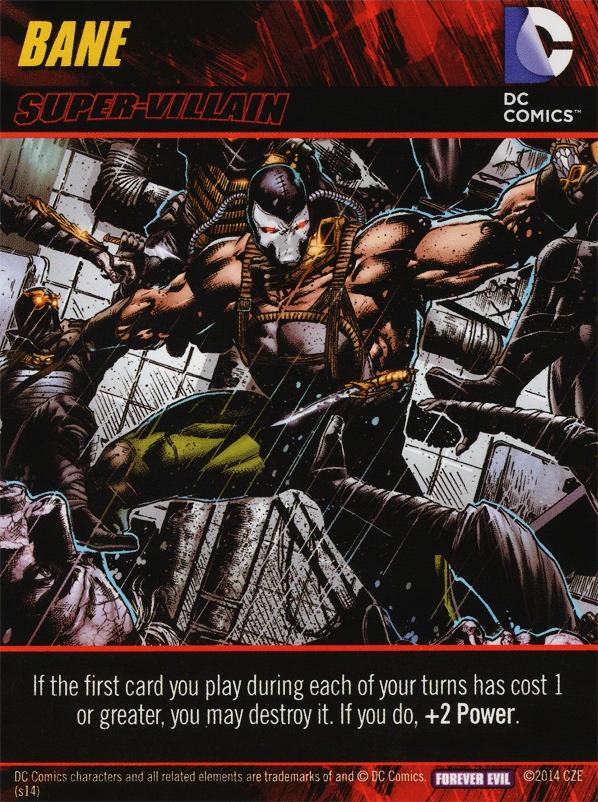 BANE
SUPER-VILLAIN
DC
COMICS™
If the first card you play during each of your turns has cost 1
or greater, you may destroy it. If you do, +2 Power.
DC Comics characters and all related elements are trademarks of and © DC Comics. FOREVER EVIL ©2014 CZE
(s14)